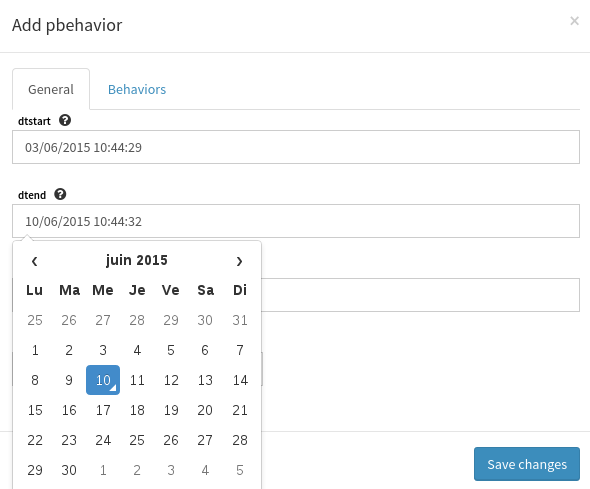 Add pbehavior ×
General Behaviors
dtstart ?
03/06/2015 10:44:29
dtend ?
10/06/2015 10:44:32
‹ juin 2015 ›
Lu Ma Me Je Ve Sa Di
25 26 27 28 29 30 31
1 2 3 4 5 6 7
8 9 10 11 12 13 14
15 16 17 18 19 20 21
22 23 24 25 26 27 28
29 30 1 2 3 4 5
Save changes